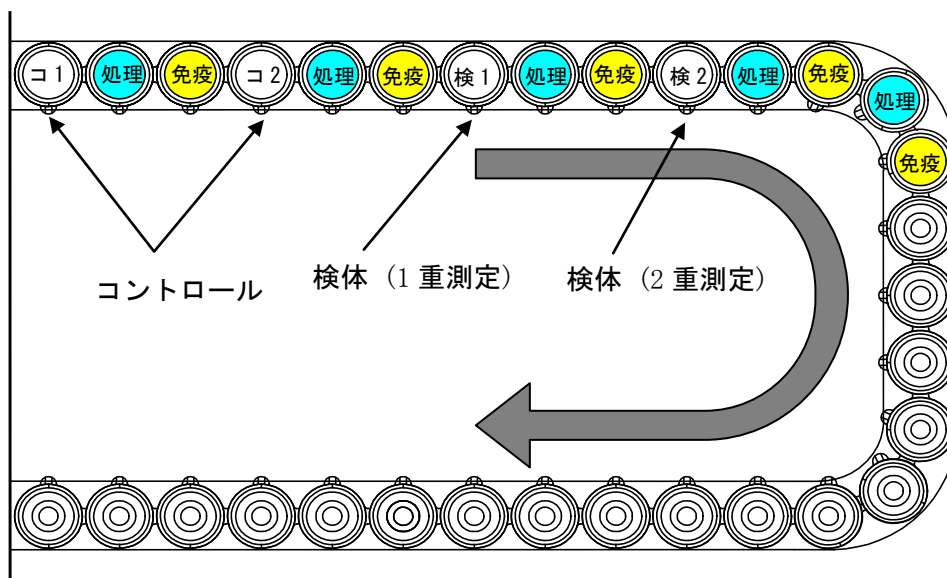 コ1 処理 免疫 コ2 処理 免疫 検1 処理 免疫 検2 処理 免疫
処理
免疫
コントロール 検体 (1 重測定) 検体 (2 重測定)